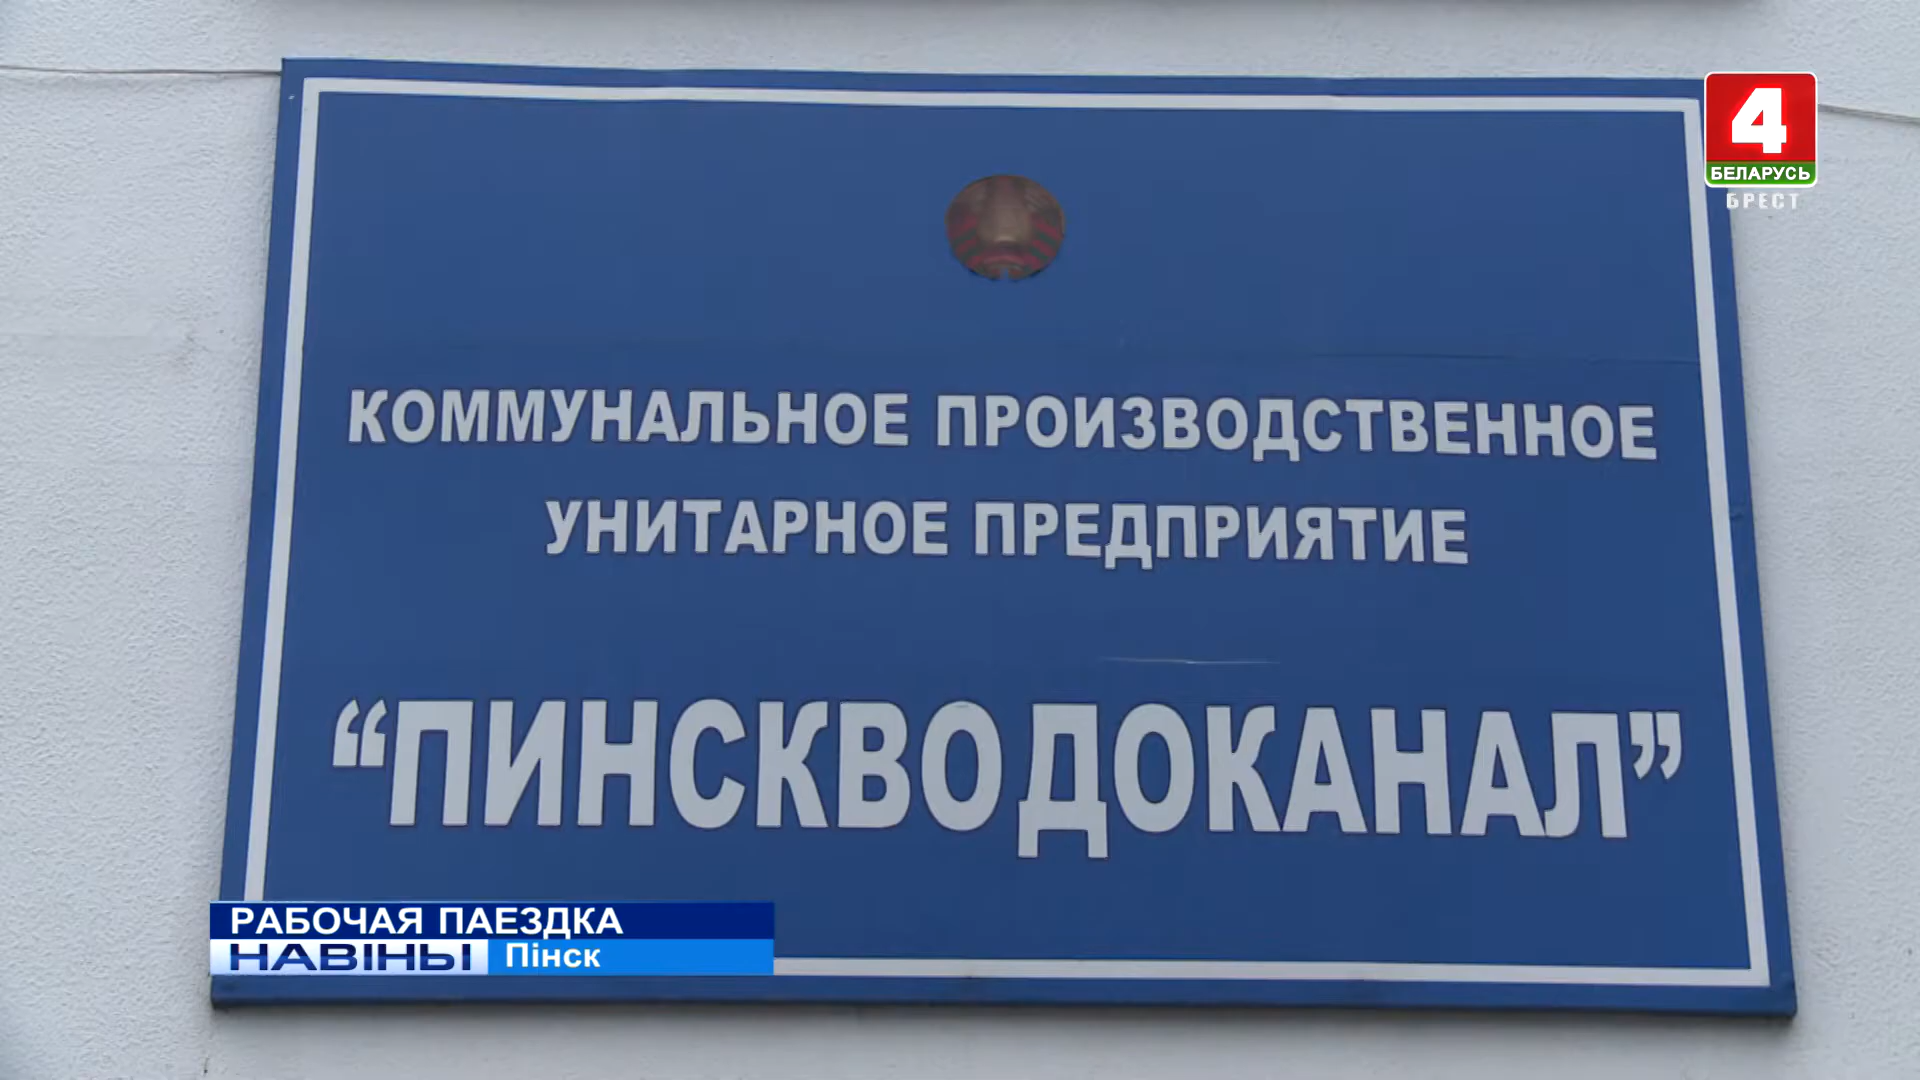 4
БЕЛАРУСЬ
БРЕСТ
КОММУНАЛЬНОЕ ПРОИЗВОДСТВЕННОЕ
УНИТАРНОЕ ПРЕДПРИЯТИЕ
“ПИНСКВОДОКАНАЛ”
РАБОЧАЯ ПАЕЗДКА
НАВІНЫ Пінск